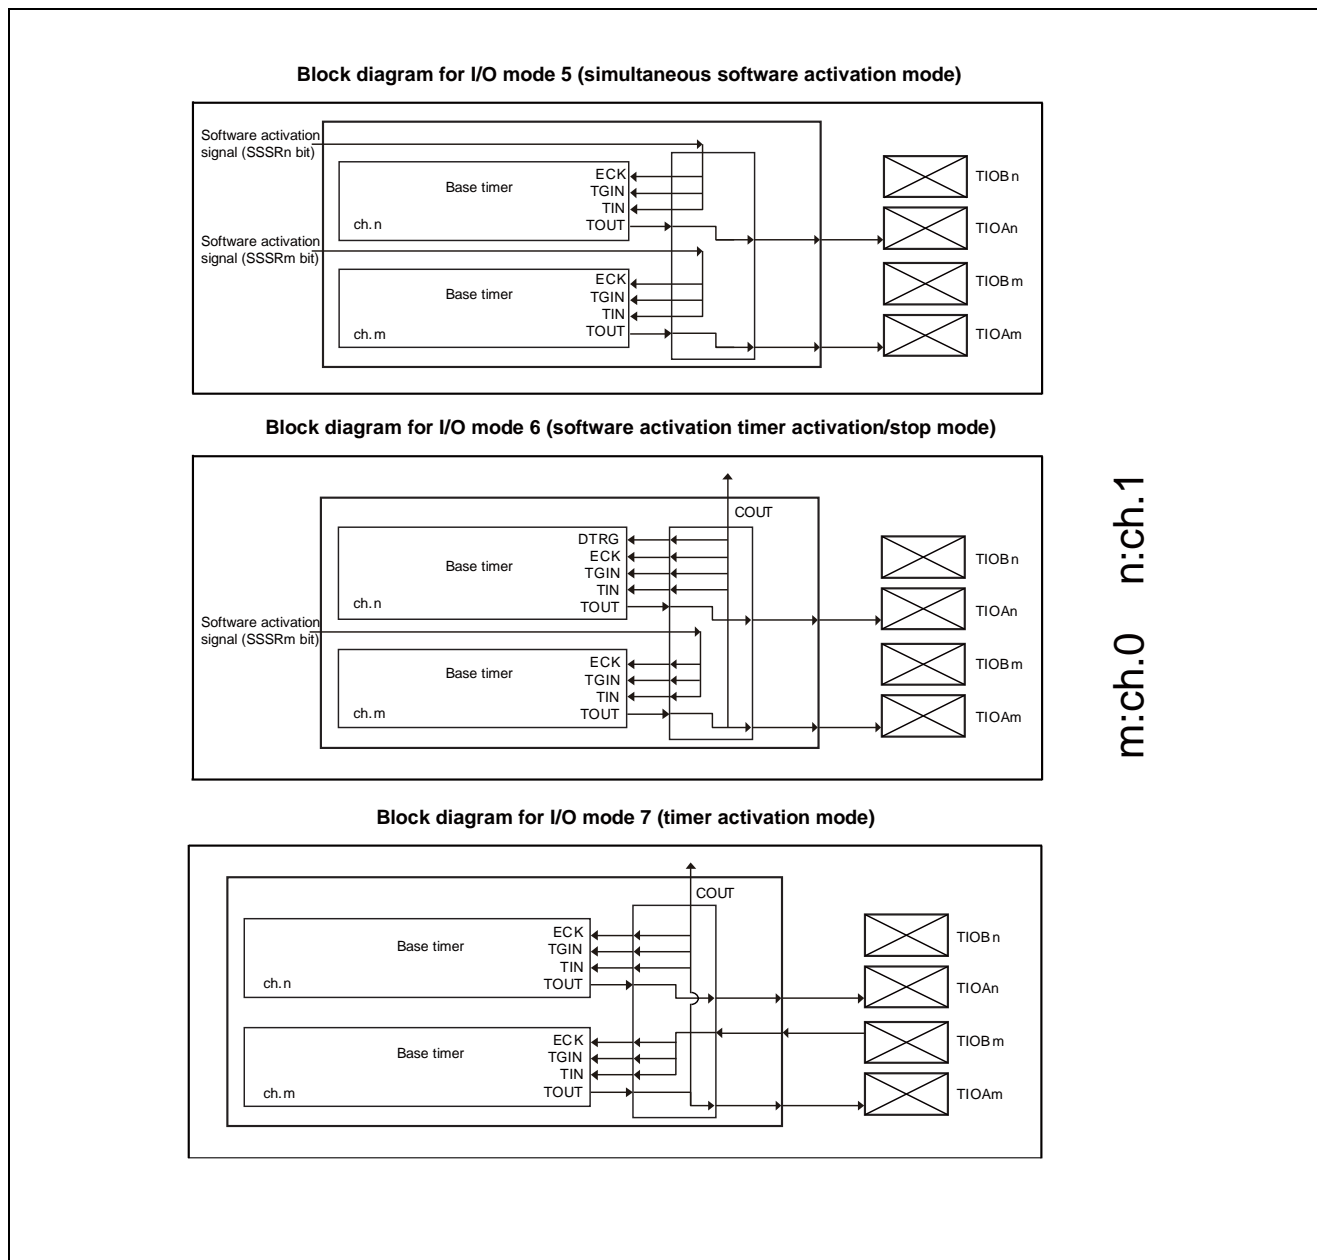 Block diagram for I/O mode 5 (simultaneous software activation mode)
Software activation
signal (SSSRn bit)
Base timer
ch.n
ECK
TGIN
TIN
TOUT
Software activation
signal (SSSRm bit)
Base timer
ch.m
ECK
TGIN
TIN
TOUT
TIOBn
TIOAn
TIOBm
TIOAm
Block diagram for I/O mode 6 (software activation timer activation/stop mode)
COUT
Base timer
ch.n
DTRG
ECK
TGIN
TIN
TOUT
Software activation
signal (SSSRm bit)
Base timer
ch.m
ECK
TGIN
TIN
TOUT
TIOBn
TIOAn
TIOBm
TIOAm
m:ch.0 n:ch.1
Block diagram for I/O mode 7 (timer activation mode)
COUT
Base timer
ch.n
ECK
TGIN
TIN
TOUT
Base timer
ch.m
ECK
TGIN
TIN
TOUT
TIOBn
TIOAn
TIOBm
TIOAm